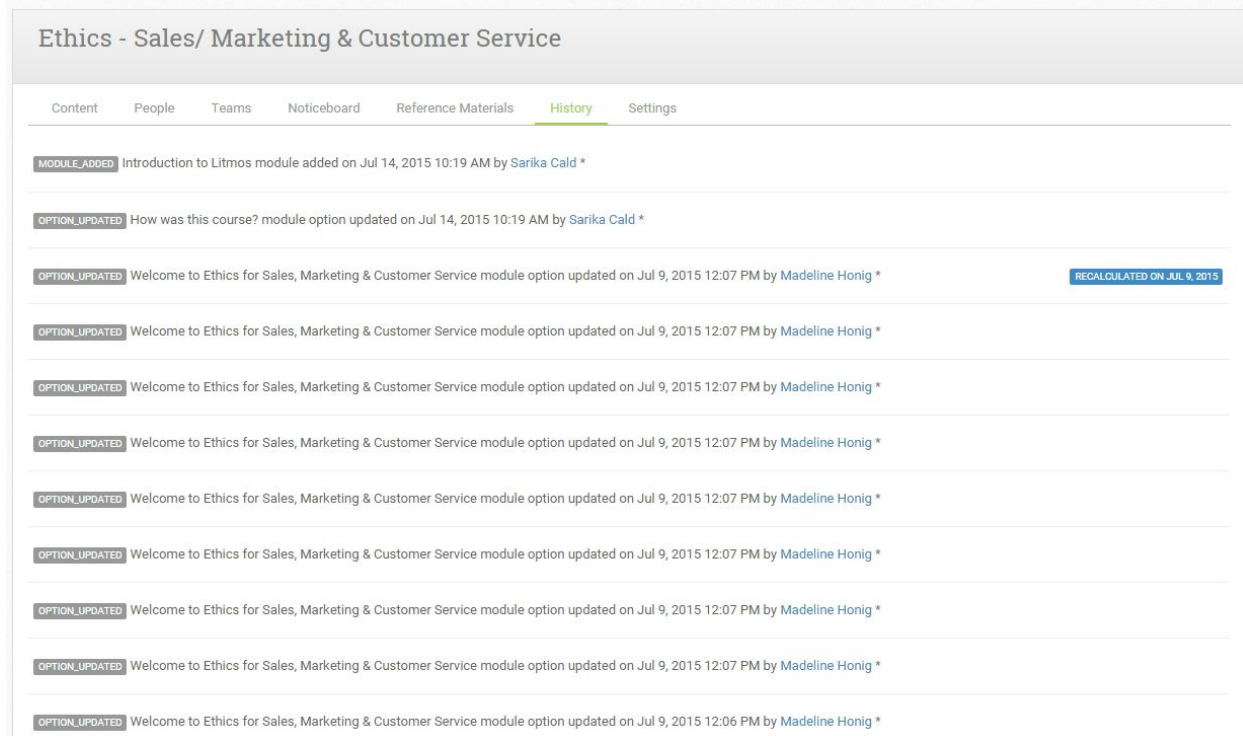 Ethics - Sales/ Marketing & Customer Service
Content People Teams Noticeboard Reference Materials History Settings
MODULE_ADDED Introduction to Litmos module added on Jul 14, 2015 10:19 AM by Sarika Cald *
OPTION_UPDATED How was this course? module option updated on Jul 14, 2015 10:19 AM by Sarika Cald *
OPTION_UPDATED Welcome to Ethics for Sales, Marketing & Customer Service module option updated on Jul 9, 2015 12:07 PM by Madeline Honig * RECALCULATED ON JUL 9, 2015
OPTION_UPDATED Welcome to Ethics for Sales, Marketing & Customer Service module option updated on Jul 9, 2015 12:07 PM by Madeline Honig *
OPTION_UPDATED Welcome to Ethics for Sales, Marketing & Customer Service module option updated on Jul 9, 2015 12:07 PM by Madeline Honig *
OPTION_UPDATED Welcome to Ethics for Sales, Marketing & Customer Service module option updated on Jul 9, 2015 12:07 PM by Madeline Honig *
OPTION_UPDATED Welcome to Ethics for Sales, Marketing & Customer Service module option updated on Jul 9, 2015 12:07 PM by Madeline Honig *
OPTION_UPDATED Welcome to Ethics for Sales, Marketing & Customer Service module option updated on Jul 9, 2015 12:07 PM by Madeline Honig *
OPTION_UPDATED Welcome to Ethics for Sales, Marketing & Customer Service module option updated on Jul 9, 2015 12:07 PM by Madeline Honig *
OPTION_UPDATED Welcome to Ethics for Sales, Marketing & Customer Service module option updated on Jul 9, 2015 12:07 PM by Madeline Honig *
OPTION_UPDATED Welcome to Ethics for Sales, Marketing & Customer Service module option updated on Jul 9, 2015 12:06 PM by Madeline Honig *